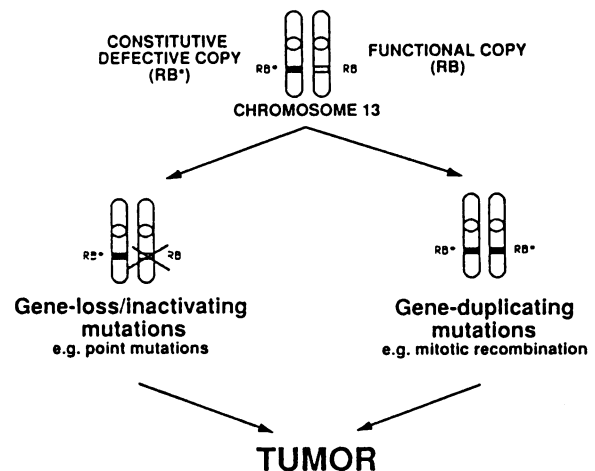 CONSTITUTIVE
DEFECTIVE COPY
(RB*)
FUNCTIONAL COPY
(RB)
RB* RB
CHROMOSOME 13
RB* RB
RB* RB*
Gene-loss/inactivating
mutations
e.g. point mutations
Gene-duplicating
mutations
e.g. mitotic recombination
TUMOR